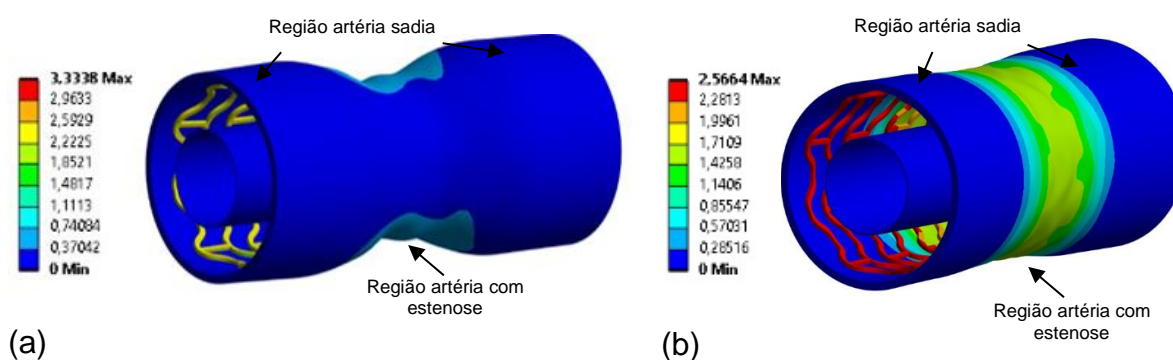 Região artéria sadia
3,3338 Max
2,9633
2,5929
2,2225
1,8521
1,4817
1,1113
0,74084
0,37042
0 Min
Região artéria com
estenose
(a)
Região artéria sadia
2,5664 Max
2,2813
1,9961
1,7109
1,4258
1,1406
0,85547
0,57031
0,28516
0 Min
Região artéria com
estenose
(b)